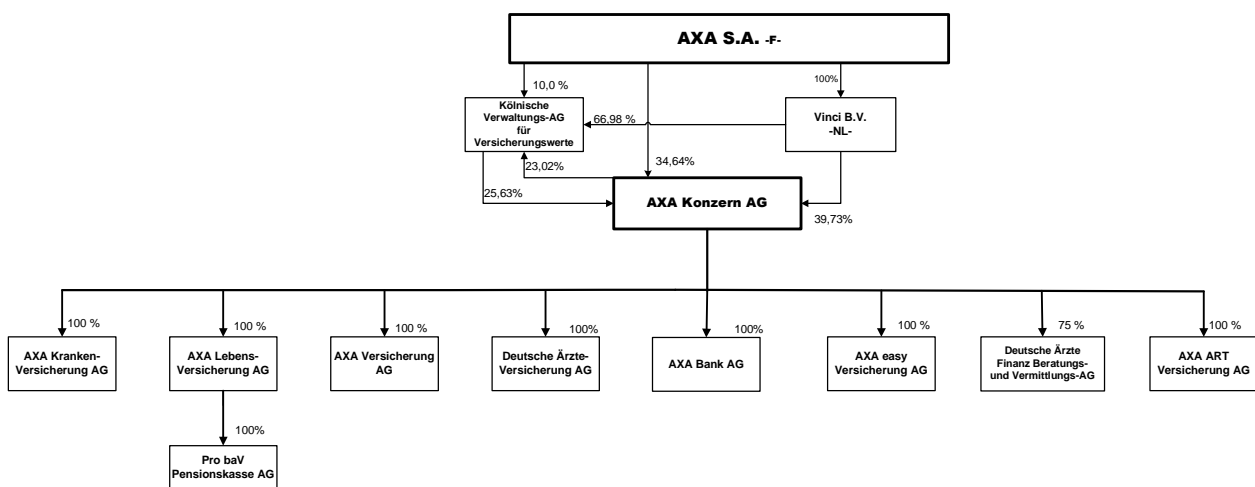 AXA S.A. -F-
10,0 %
100%
Kölnische
Verwaltungs-AG
für
Versicherungswerte
66,98 %
Vinci B.V.
-NL-
34,64%
23,02%
25,63%
AXA Konzern AG
39,73%
100 %
100 %
100 %
100%
100%
100 %
75 %
100 %
AXA Kranken-
Versicherung AG
AXA Lebens-
Versicherung AG
AXA Versicherung
AG
Deutsche Ärzte-
Versicherung AG
AXA Bank AG
AXA easy
Versicherung AG
Deutsche Ärzte
Finanz Beratungs-
und Vermittlungs-AG
AXA ART
Versicherung AG
100%
Pro baV
Pensionskasse AG